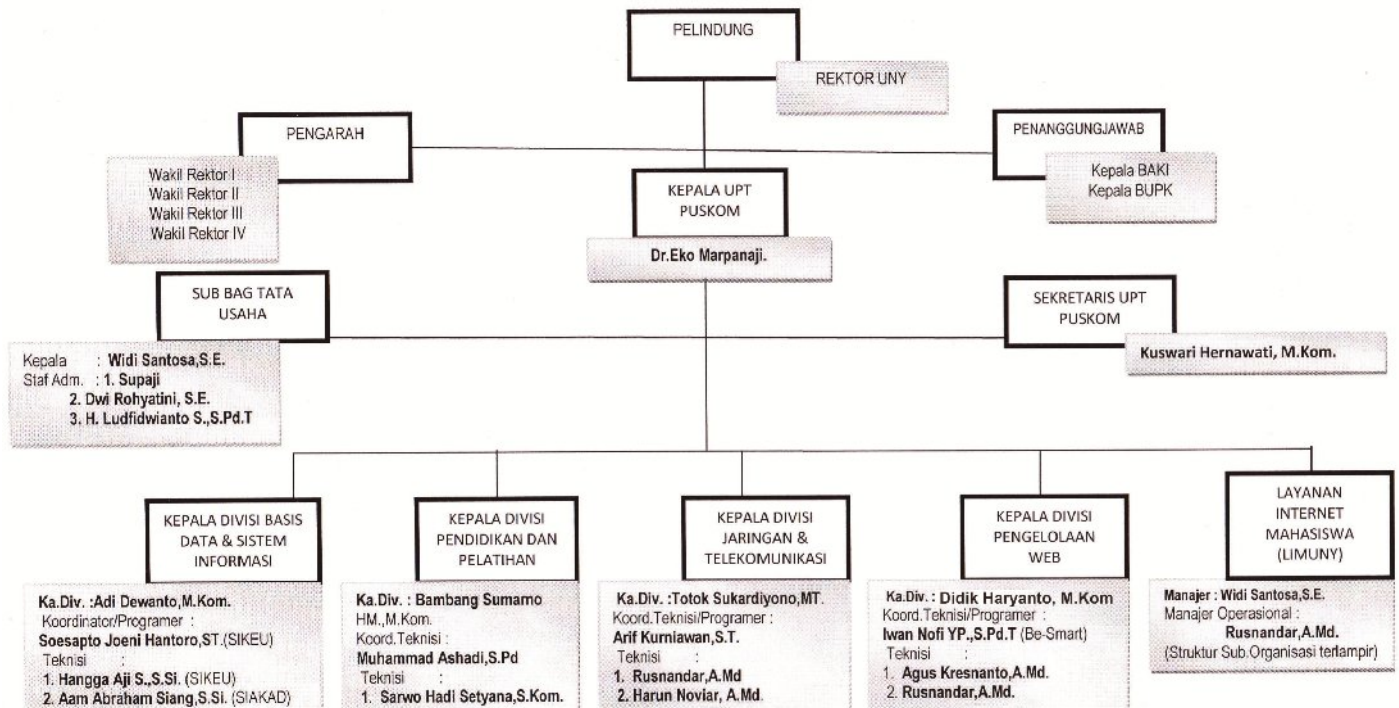 PELINDUNG
REKTOR UNY
PENGARAH
Wakil Rektor I
Wakil Rektor II
Wakil Rektor III
Wakil Rektor IV
PENANGGUNGJAWAB
Kepala BAKI
Kepala BUPK
KEPALA UPT
PUSKOM
Dr.Eko Marpanaji.
SUB BAG TATA
USAHA
Kepala : Widi Santosa,S.E.
Staf Adm. : 1. Supaji
2. Dwi Rohyatini, S.E.
3. H. Ludfidwianto S.,S.Pd.T
SEKRETARIS UPT
PUSKOM
Kuswari Hernawati, M.Kom.
KEPALA DIVISI BASIS
DATA & SISTEM
INFORMASI
Ka.Div. :Adi Dewanto,M.Kom.
Koordinator/Programer :
Soesapto Joeni Hantoro,ST.(SIKEU)
Teknisi :
1. Hangga Aji S.,S.Si. (SIKEU)
2. Aam Abraham Siang,S.Si. (SIAKAD)
KEPALA DIVISI
PENDIDIKAN DAN
PELATIHAN
Ka.Div. : Bambang Sumarno
HM.,M.Kom.
Koord.Teknisi :
Muhammad Ashadi,S.Pd
Teknisi :
1. Sarwo Hadi Setyana,S.Kom.
KEPALA DIVISI
JARINGAN &
TELEKOMUNIKASI
Ka.Div. :Totok Sukardiyono,MT.
Koord.Teknisi/Programer :
Arif Kurniawan,S.T.
Teknisi :
1. Rusnandar,A.Md
2. Harun Noviar, A.Md.
KEPALA DIVISI
PENGELOLAAN
WEB
Ka.Div. : Didik Haryanto, M.Kom
Koord.Teknisi/Programer :
Iwan Nofi YP.,S.Pd.T (Be-Smart)
Teknisi :
1. Agus Kresnanto,A.Md.
2. Rusnandar,A.Md.
LAYANAN
INTERNET
MAHASISWA
(LIMUNY)
Manajer : Widi Santosa,S.E.
Manajer Operasional :
Rusnandar,A.Md.
(Struktur Sub.Organisasi terlampir)